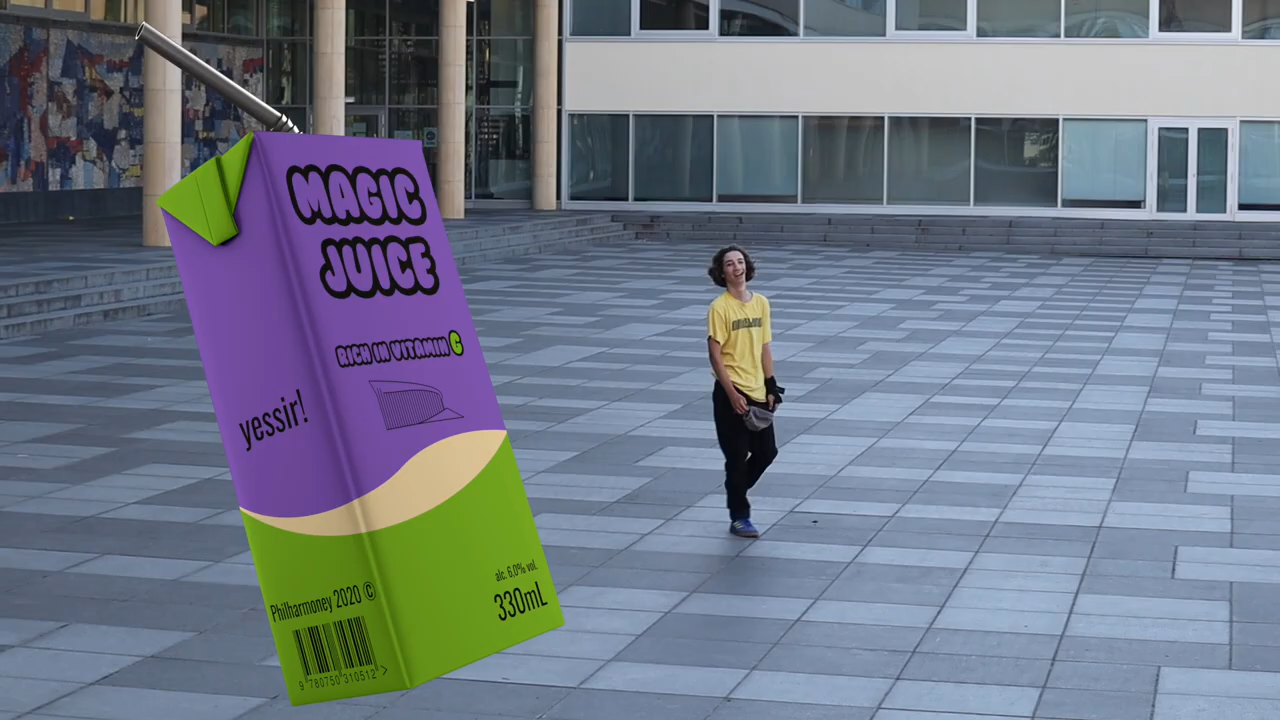 MAGIC
JUICE
RICH IN VITAMIN C
yessir!
alc. 6.0% vol.
330mL
Philharmoney 2020 ©
9 780750 310512 >